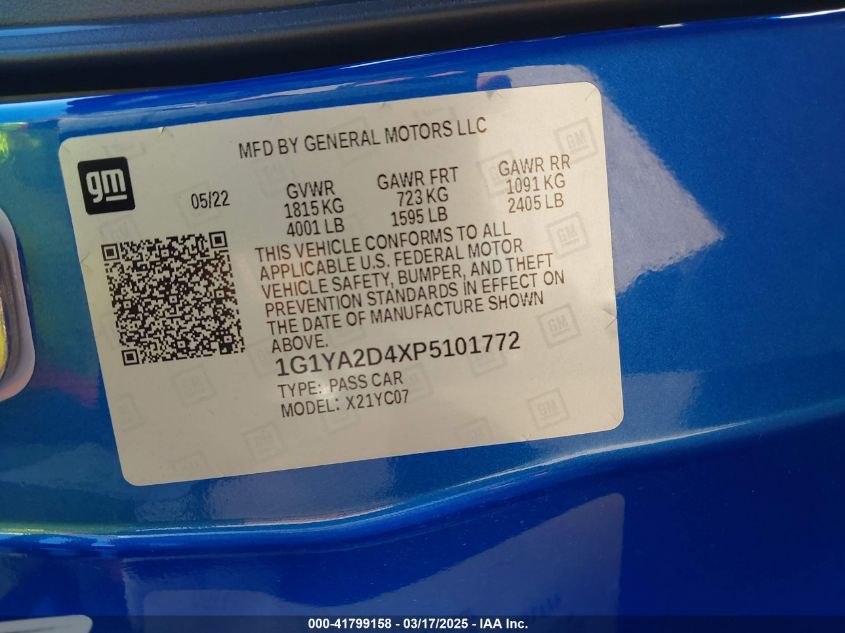 MFD BY GENERAL MOTORS LLC
gm
05/22
GVWR
1815 KG
4001 LB
GAWR FRT
723 KG
1595 LB
GAWR RR
1091 KG
2405 LB
THIS VEHICLE CONFORMS TO ALL
APPLICABLE U.S. FEDERAL MOTOR
VEHICLE SAFETY, BUMPER, AND THEFT
PREVENTION STANDARDS IN EFFECT ON
THE DATE OF MANUFACTURE SHOWN
ABOVE.
1G1YA2D4XP5101772
TYPE: PASS CAR
MODEL: X21YC07
000-41799158 - 03/17/2025 - IAA Inc.